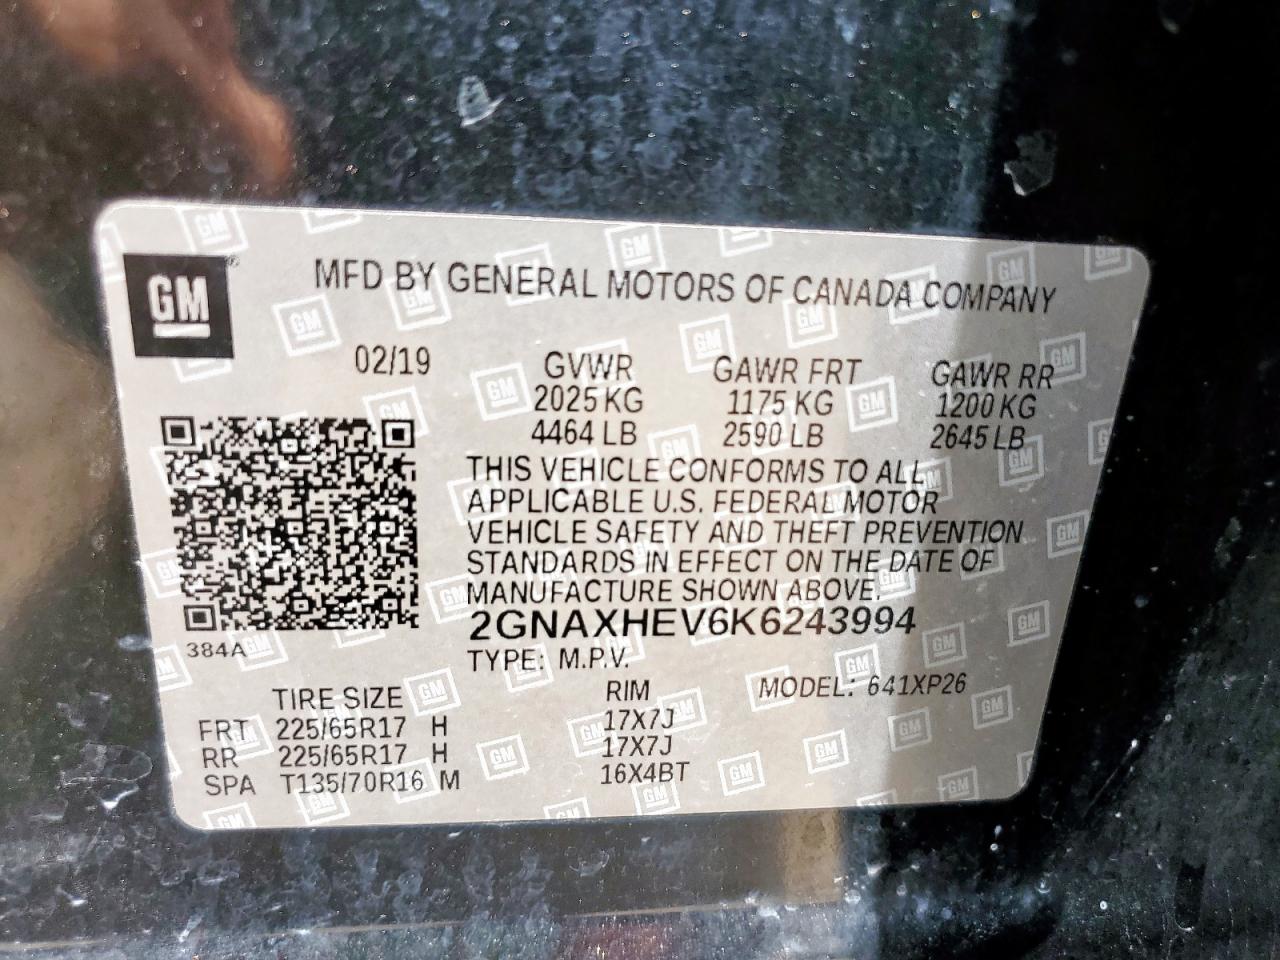 GM
MFD BY GENERAL MOTORS OF CANADA COMPANY
02/19 GVWR GAWR FRT GAWR RR
2025 KG 1175 KG 1200 KG
4464 LB 2590 LB 2645 LB
THIS VEHICLE CONFORMS TO ALL
APPLICABLE U.S. FEDERAL MOTOR
VEHICLE SAFETY AND THEFT PREVENTION
STANDARDS IN EFFECT ON THE DATE OF
MANUFACTURE SHOWN ABOVE.
2GNAXHEV6K6243994
384A
TYPE: M.P.V.
TIRE SIZE RIM MODEL: 641XP26
FRT 225/65R17 H 17X7J
RR 225/65R17 H 17X7J
SPA T135/70R16 M 16X4BT